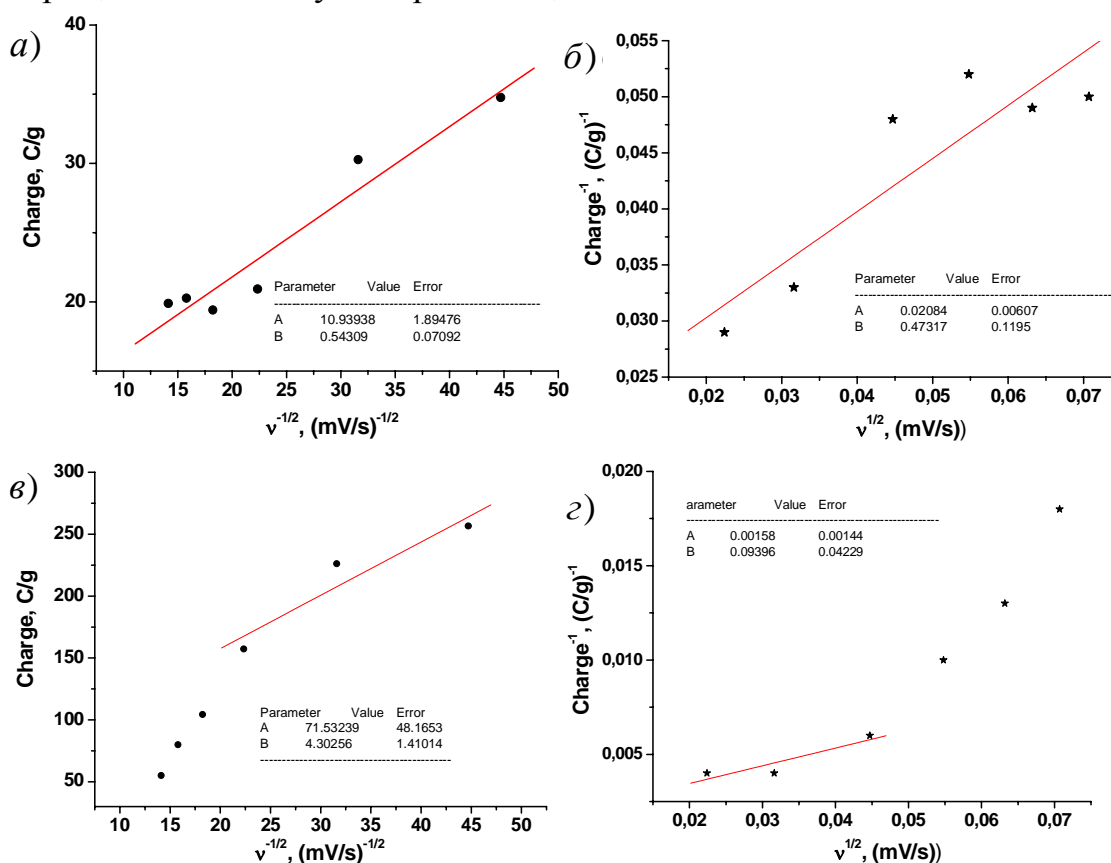 а)
40
30
20
Charge, C/g
Parameter Value Error
A 10.93938 1.89476
B 0.54309 0.07092
10 15 20 25 30 35 40 45 50
ν-1/2, (mV/s)-1/2
б)
0,055
0,050
0,045
0,040
0,035
0,030
0,025
Charge-1, (C/g)-1
Parameter Value Error
A 0.02084 0.00607
B 0.47317 0.1195
0,02 0,03 0,04 0,05 0,06 0,07
ν1/2, (mV/s))
в)
300
250
200
150
100
50
Charge, C/g
Parameter Value Error
A 71.53239 48.1653
B 4.30256 1.41014
10 15 20 25 30 35 40 45 50
ν-1/2, (mV/s)-1/2
г)
0,020
0,015
0,010
0,005
Charge-1, (C/g)-1
arameter Value Error
A 0.00158 0.00144
B 0.09396 0.04229
0,02 0,03 0,04 0,05 0,06 0,07
ν1/2, (mV/s))